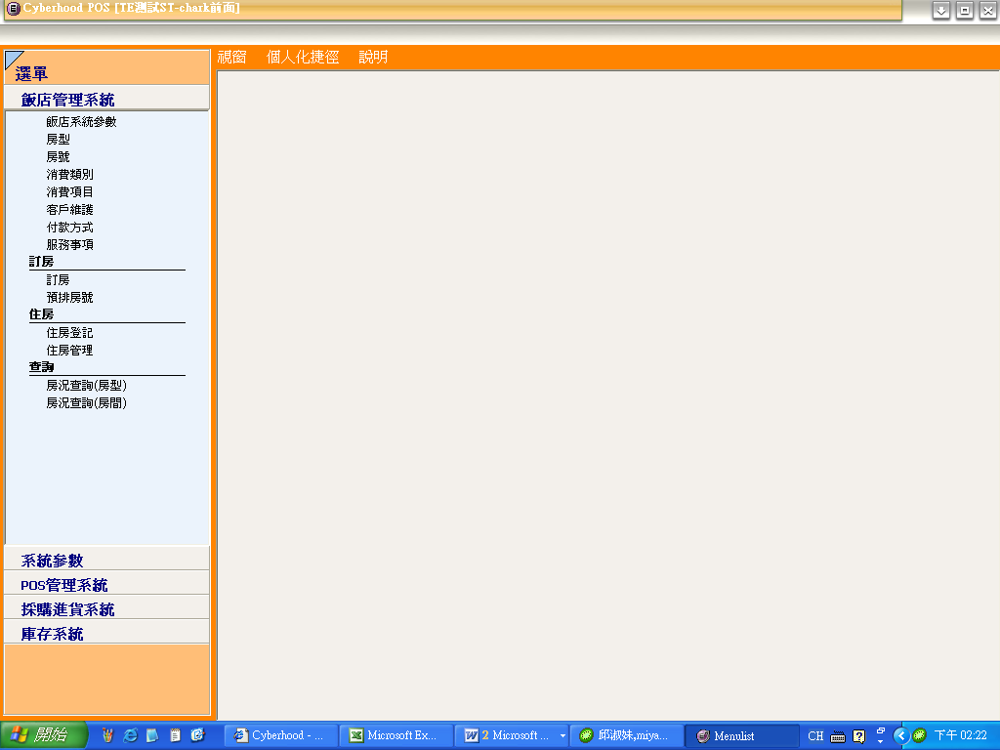 Cyberhood POS [TE測試ST-chark前面]
視窗 個人化捷徑 說明
選單
飯店管理系統
飯店系統參數
房型
房號
消費類別
消費項目
客戶維護
付款方式
服務事項
訂房
訂房
預排房號
住房
住房登記
住房管理
查詢
房況查詢(房型)
房況查詢(房間)
系統參數
POS管理系統
採購進貨系統
庫存系統
開始 Cyberhood - ... Microsoft Ex... 2 Microsoft ... 邱淑妹,miya... Menulist CH 下午 02:22